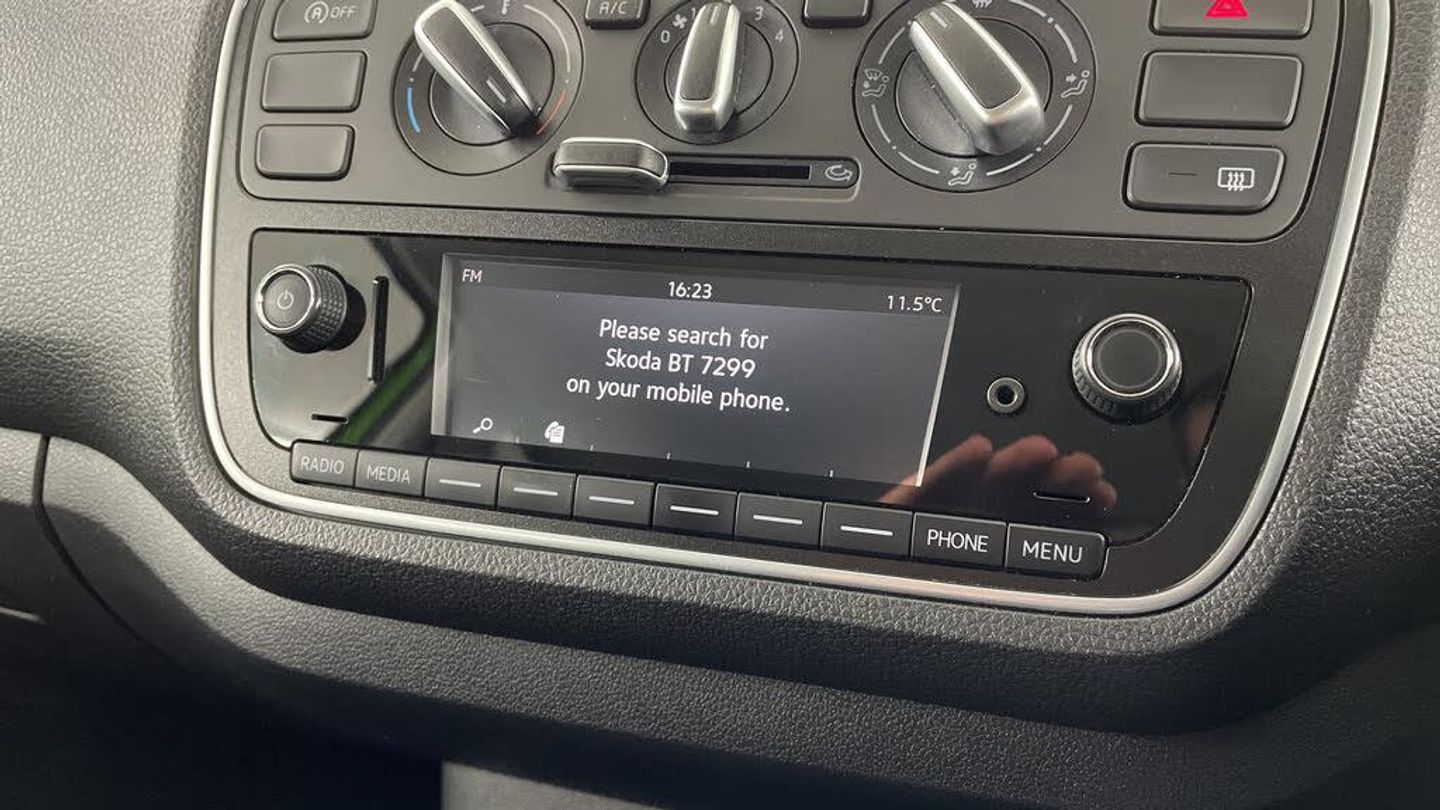 OFF
A/C
0
1
3
4
FM
16:23
11.5°C
Please search for
Skoda BT 7299
on your mobile phone.
RADIO
MEDIA
PHONE
MENU